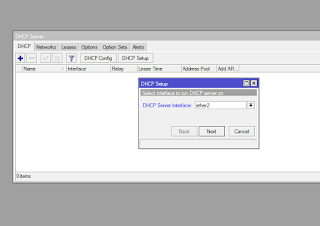 DHCP Server
DHCP Networks Leases Options Option Sets Alerts
DHCP Config DHCP Setup
Name Interface Relay Lease Time Address Pool Add AR...
DHCP Setup
Select interface to run DHCP server on
DHCP Server Interface: ether2
Back Next Cancel
0 items